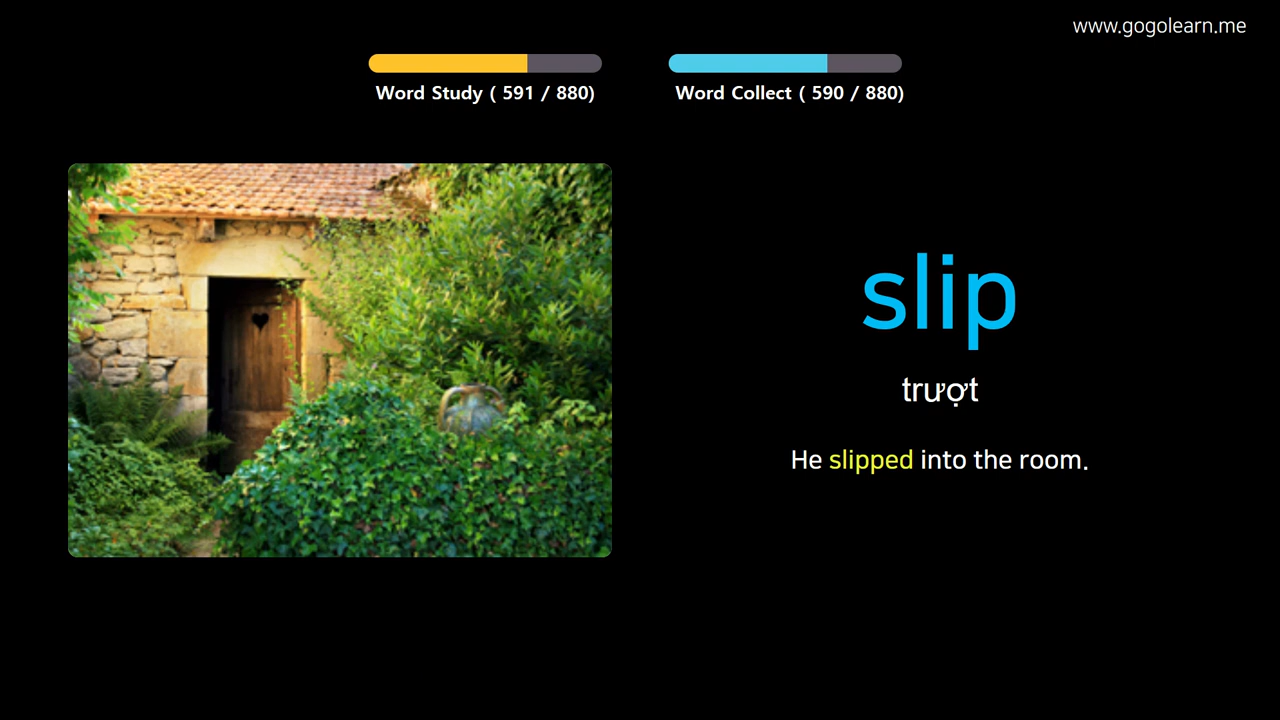 www.gogolearn.me
Word Study ( 591 / 880)
Word Collect ( 590 / 880)
slip
trượt
He slipped into the room.